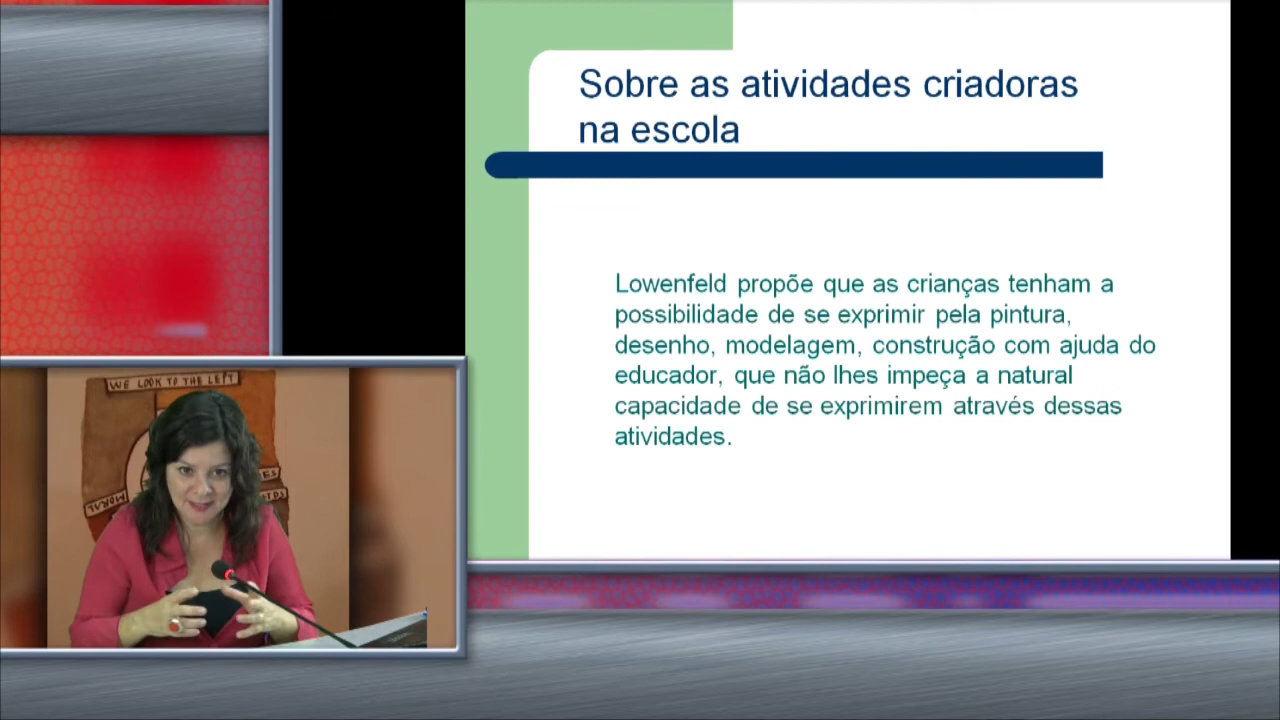 Sobre as atividades criadoras
na escola
Lowenfeld propõe que as crianças tenham a
possibilidade de se exprimir pela pintura,
desenho, modelagem, construção com ajuda do
educador, que não lhes impeça a natural
capacidade de se exprimirem através dessas
atividades.
WE LOOK TO THE LEFT
MORAL